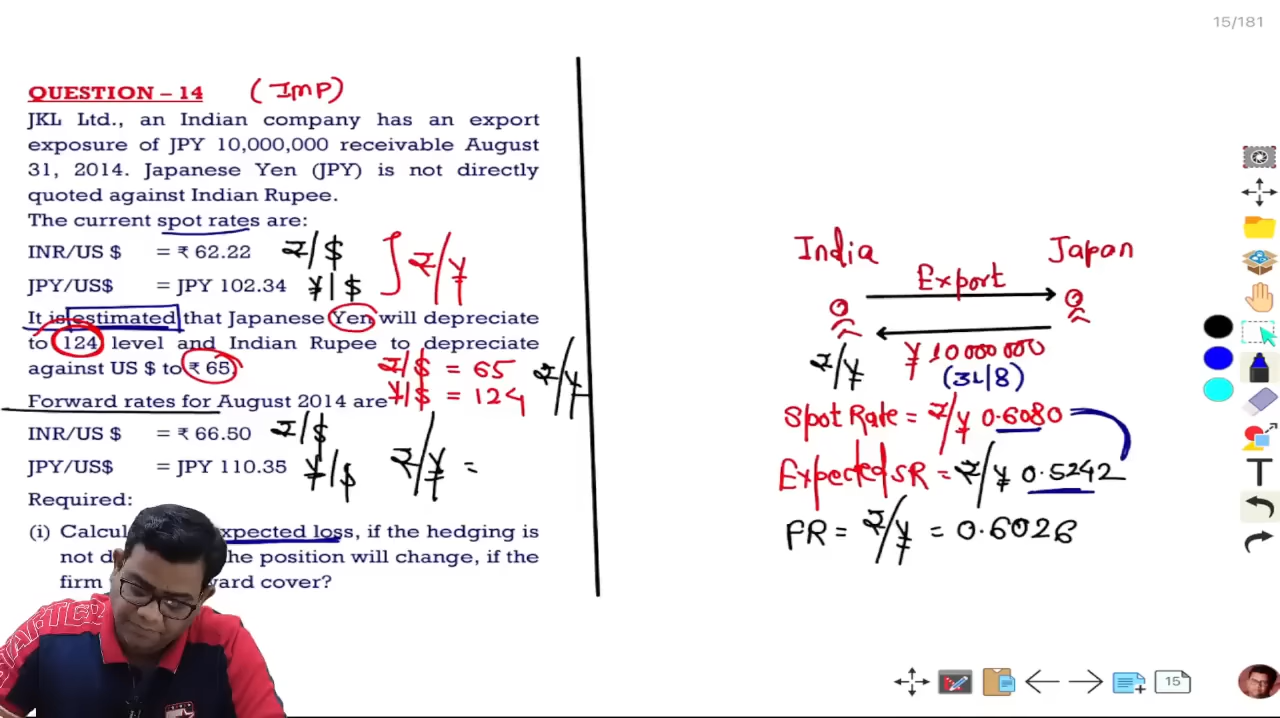 15/181
QUESTION – 14 (IMP)
JKL Ltd., an Indian company has an export
exposure of JPY 10,000,000 receivable August
31, 2014. Japanese Yen (JPY) is not directly
quoted against Indian Rupee.
The current spot rates are:
INR/US $ = ₹ 62.22 ₹/$
₹/¥
JPY/US$ = JPY 102.34 ¥/$
It is estimated that Japanese Yen will depreciate
to 124 level and Indian Rupee to depreciate
against US $ to ₹ 65.
₹/$ = 65
¥/$ = 124
₹/¥
Forward rates for August 2014 are
INR/US $ = ₹ 66.50 ₹/$
JPY/US$ = JPY 110.35 ¥/$
₹/¥ =
Required:
(i) Calcu xpected loss, if the hedging is
not d he position will change, if the
firm ward cover?
India Japan
Export
¥ 10000000
(31/8)
₹/¥
Spot Rate = ₹/¥ 0.6080
Expected SR = ₹/¥ 0.5242
FR = ₹/¥ = 0.6026
STARTER
T
15